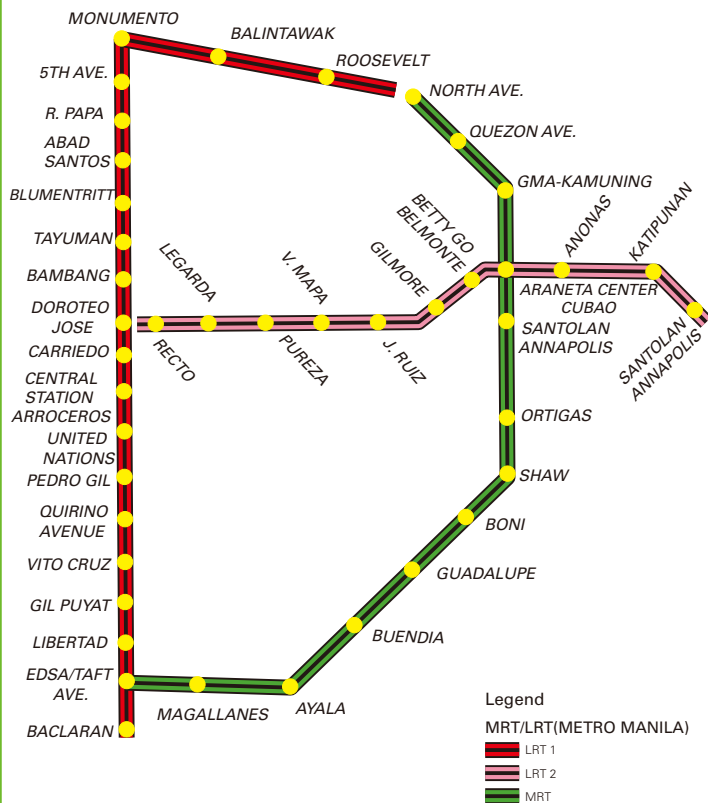 MONUMENTO
BALINTAWAK
ROOSEVELT
5TH AVE.
NORTH AVE.
R. PAPA
QUEZON AVE.
ABAD
SANTOS
GMA-KAMUNING
BLUMENTRITT
TAYUMAN
BAMBANG
DOROTEO
JOSE
LEGARDA
V. MAPA
GILMORE
BETTY GO
BELMONTE
ANONAS
KATIPUNAN
ARANETA CENTER
CUBAO
SANTOLAN
ANNAPOLIS
SANTOLAN
ANNAPOLIS
RECTO
PUREZA
J. RUIZ
CARRIEDO
CENTRAL
STATION
ARROCEROS
UNITED
NATIONS
PEDRO GIL
ORTIGAS
SHAW
QUIRINO
AVENUE
BONI
VITO CRUZ
GUADALUPE
GIL PUYAT
BUENDIA
LIBERTAD
EDSA/TAFT
AVE.
MAGALLANES
AYALA
BACLARAN
Legend
MRT/LRT(METRO MANILA)
LRT 1
LRT 2
MRT